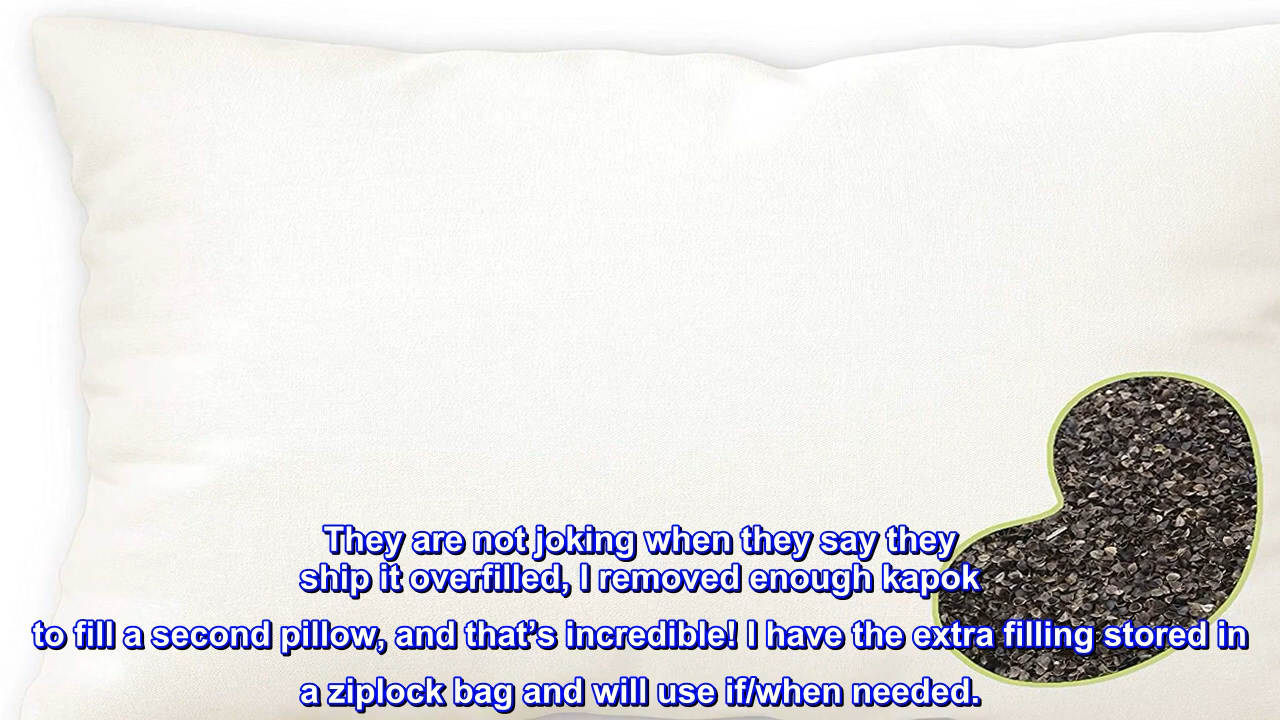 They are not joking when they say they
ship it overfilled, I removed enough kapok
to fill a second pillow, and that’s incredible! I have the extra filling stored in
a ziplock bag and will use if/when needed.